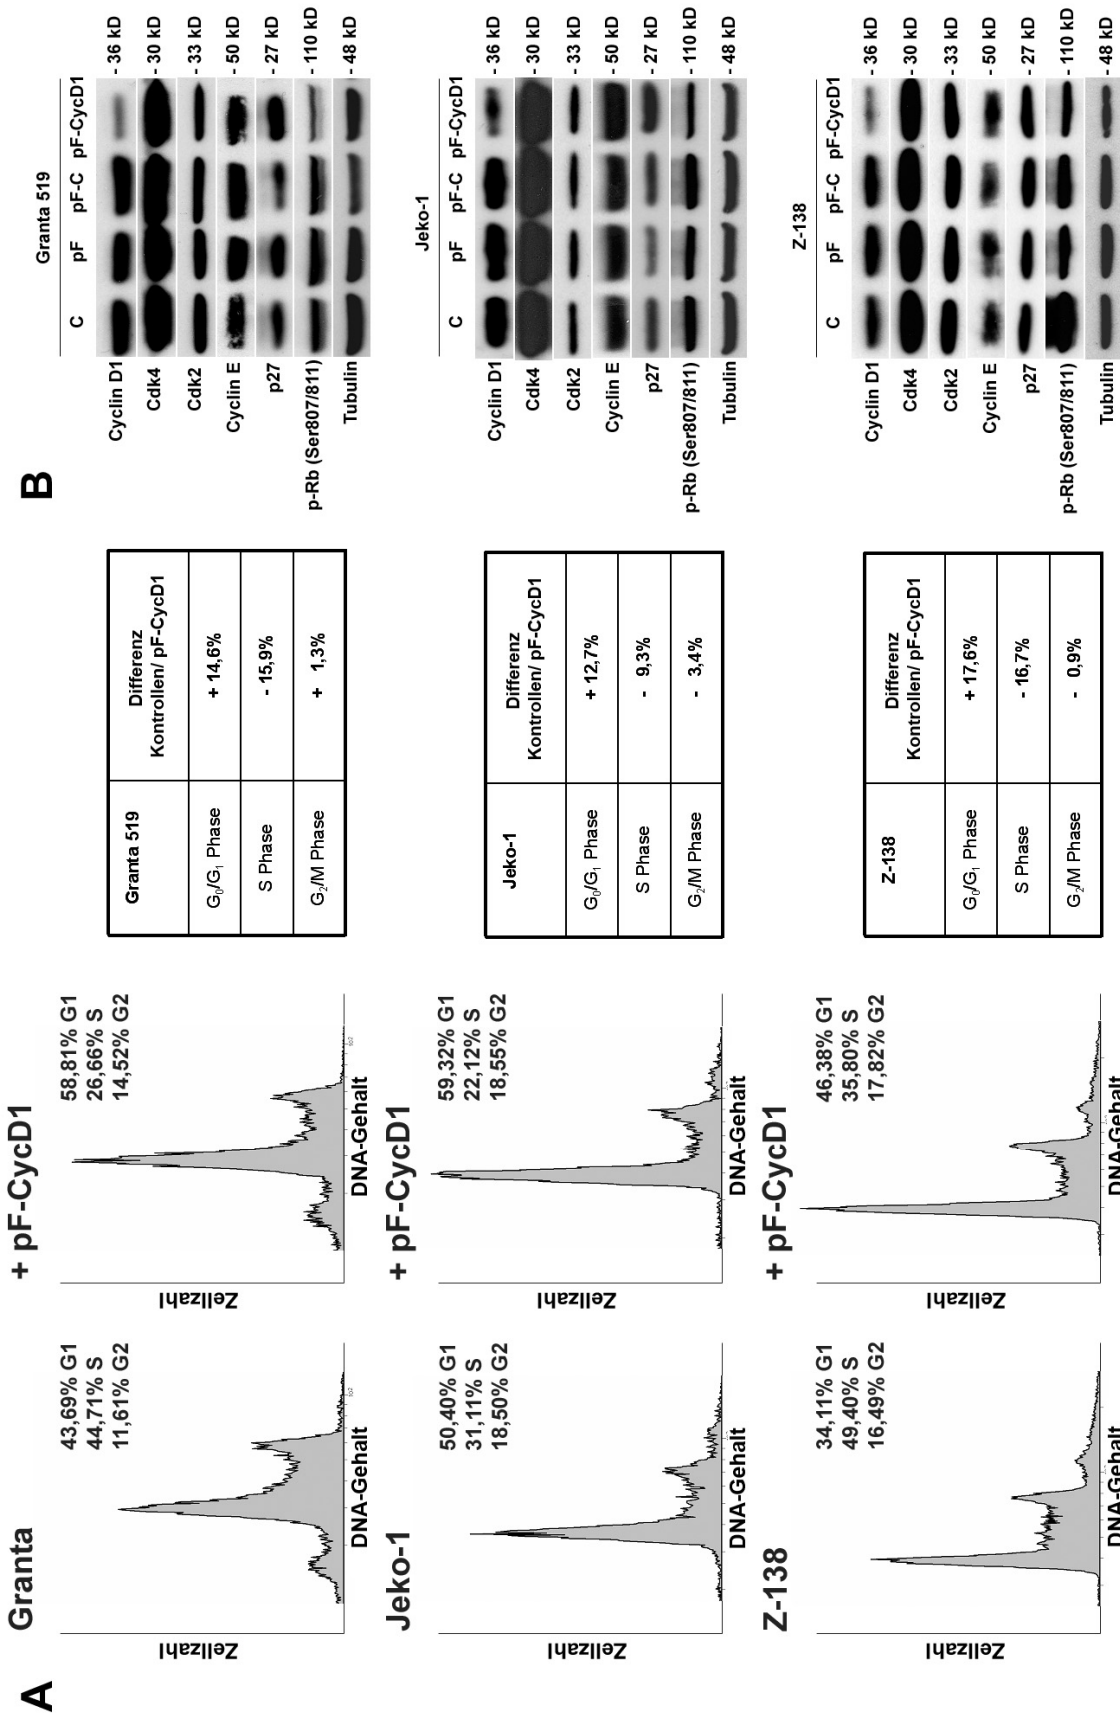 A
Granta
43,69% G1
44,71% S
11,61% G2
Zellzahl
DNA-Gehalt
+ pF-CycD1
58,81% G1
26,66% S
14,52% G2
Zellzahl
DNA-Gehalt
Granta 519
Differenz
Kontrollen/ pF-CycD1
G0/G1 Phase
+ 14,6%
S Phase
- 15,9%
G2/M Phase
+ 1,3%
Jeko-1
50,40% G1
31,11% S
18,50% G2
Zellzahl
DNA-Gehalt
+ pF-CycD1
59,32% G1
22,12% S
18,55% G2
Zellzahl
DNA-Gehalt
Jeko-1
Differenz
Kontrollen/ pF-CycD1
G0/G1 Phase
+ 12,7%
S Phase
- 9,3%
G2/M Phase
- 3,4%
Z-138
34,11% G1
49,40% S
16,49% G2
Zellzahl
DNA-Gehalt
+ pF-CycD1
46,38% G1
35,80% S
17,82% G2
Zellzahl
DNA-Gehalt
Z-138
Differenz
Kontrollen/ pF-CycD1
G0/G1 Phase
+ 17,6%
S Phase
- 16,7%
G2/M Phase
- 0,9%
B
Granta 519
C pF pF-C pF-CycD1
Cyclin D1 - 36 kD
Cdk4 - 30 kD
Cdk2 - 33 kD
Cyclin E - 50 kD
p27 - 27 kD
p-Rb (Ser807/811) - 110 kD
Tubulin - 48 kD
Jeko-1
C pF pF-C pF-CycD1
Cyclin D1 - 36 kD
Cdk4 - 30 kD
Cdk2 - 33 kD
Cyclin E - 50 kD
p27 - 27 kD
p-Rb (Ser807/811) - 110 kD
Tubulin - 48 kD
Z-138
C pF pF-C pF-CycD1
Cyclin D1 - 36 kD
Cdk4 - 30 kD
Cdk2 - 33 kD
Cyclin E - 50 kD
p27 - 27 kD
p-Rb (Ser807/811) - 110 kD
Tubulin - 48 kD